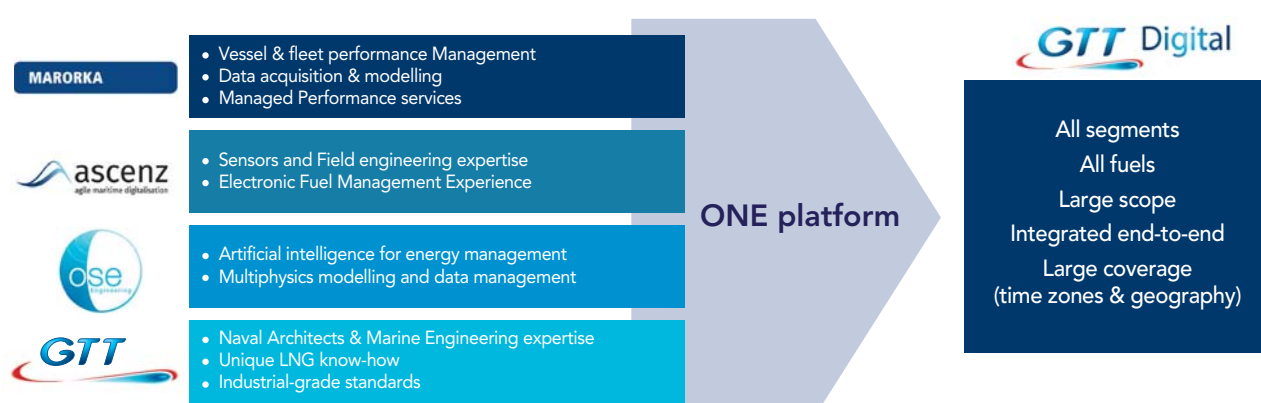 MARORKA
• Vessel & fleet performance Management
• Data acquisition & modelling
• Managed Performance services
ascenz
agile maritime digitalisation
• Sensors and Field engineering expertise
• Electronic Fuel Management Experience
ose
Engineering
• Artificial intelligence for energy management
• Multiphysics modelling and data management
GTT
• Naval Architects & Marine Engineering expertise
• Unique LNG know-how
• Industrial-grade standards
ONE platform
GTT Digital
All segments
All fuels
Large scope
Integrated end-to-end
Large coverage
(time zones & geography)